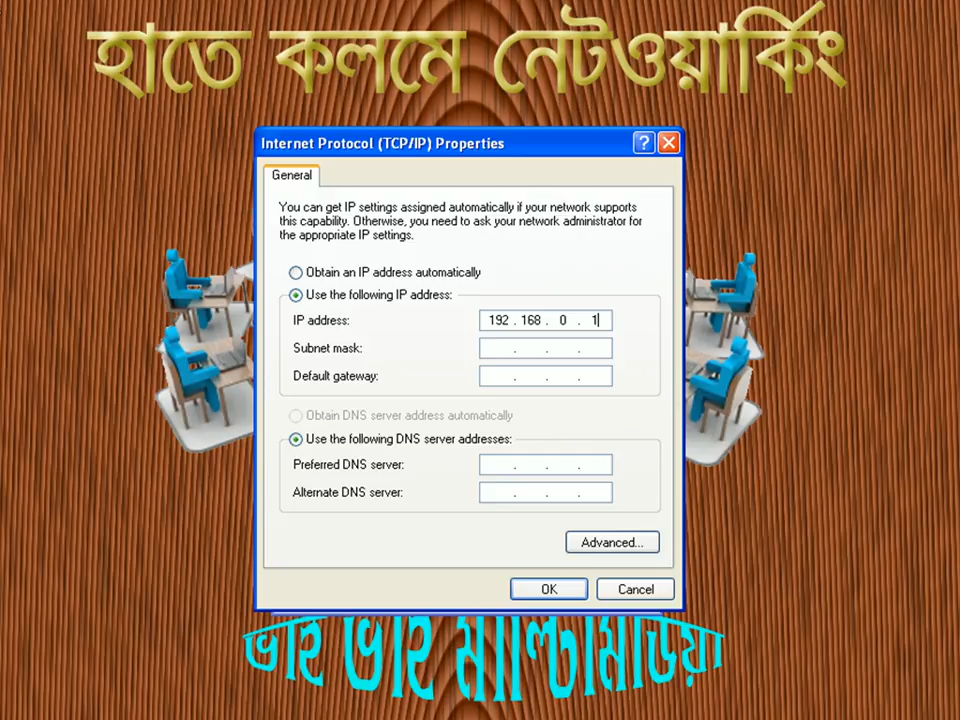 হাতে কলমে নেটওয়ার্কিং
Internet Protocol (TCP/IP) Properties
General
You can get IP settings assigned automatically if your network supports
this capability. Otherwise, you need to ask your network administrator for
the appropriate IP settings.
Obtain an IP address automatically
Use the following IP address:
IP address: 192 . 168 . 0 . 1
Subnet mask: . . .
Default gateway: . . .
Obtain DNS server address automatically
Use the following DNS server addresses:
Preferred DNS server: . . .
Alternate DNS server: . . .
Advanced...
OK Cancel
ভাই ভাই মাল্টিমিডিয়া